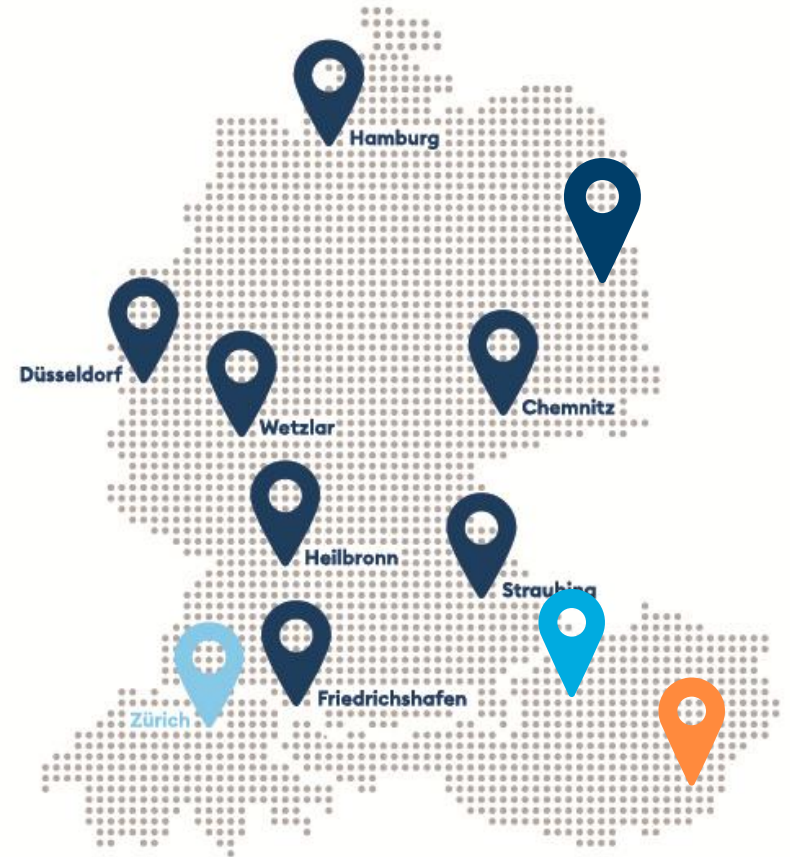 Hamburg
Düsseldorf
Chemnitz
Wetzlar
Heilbronn
Straubing
Friedrichshafen
Zürich